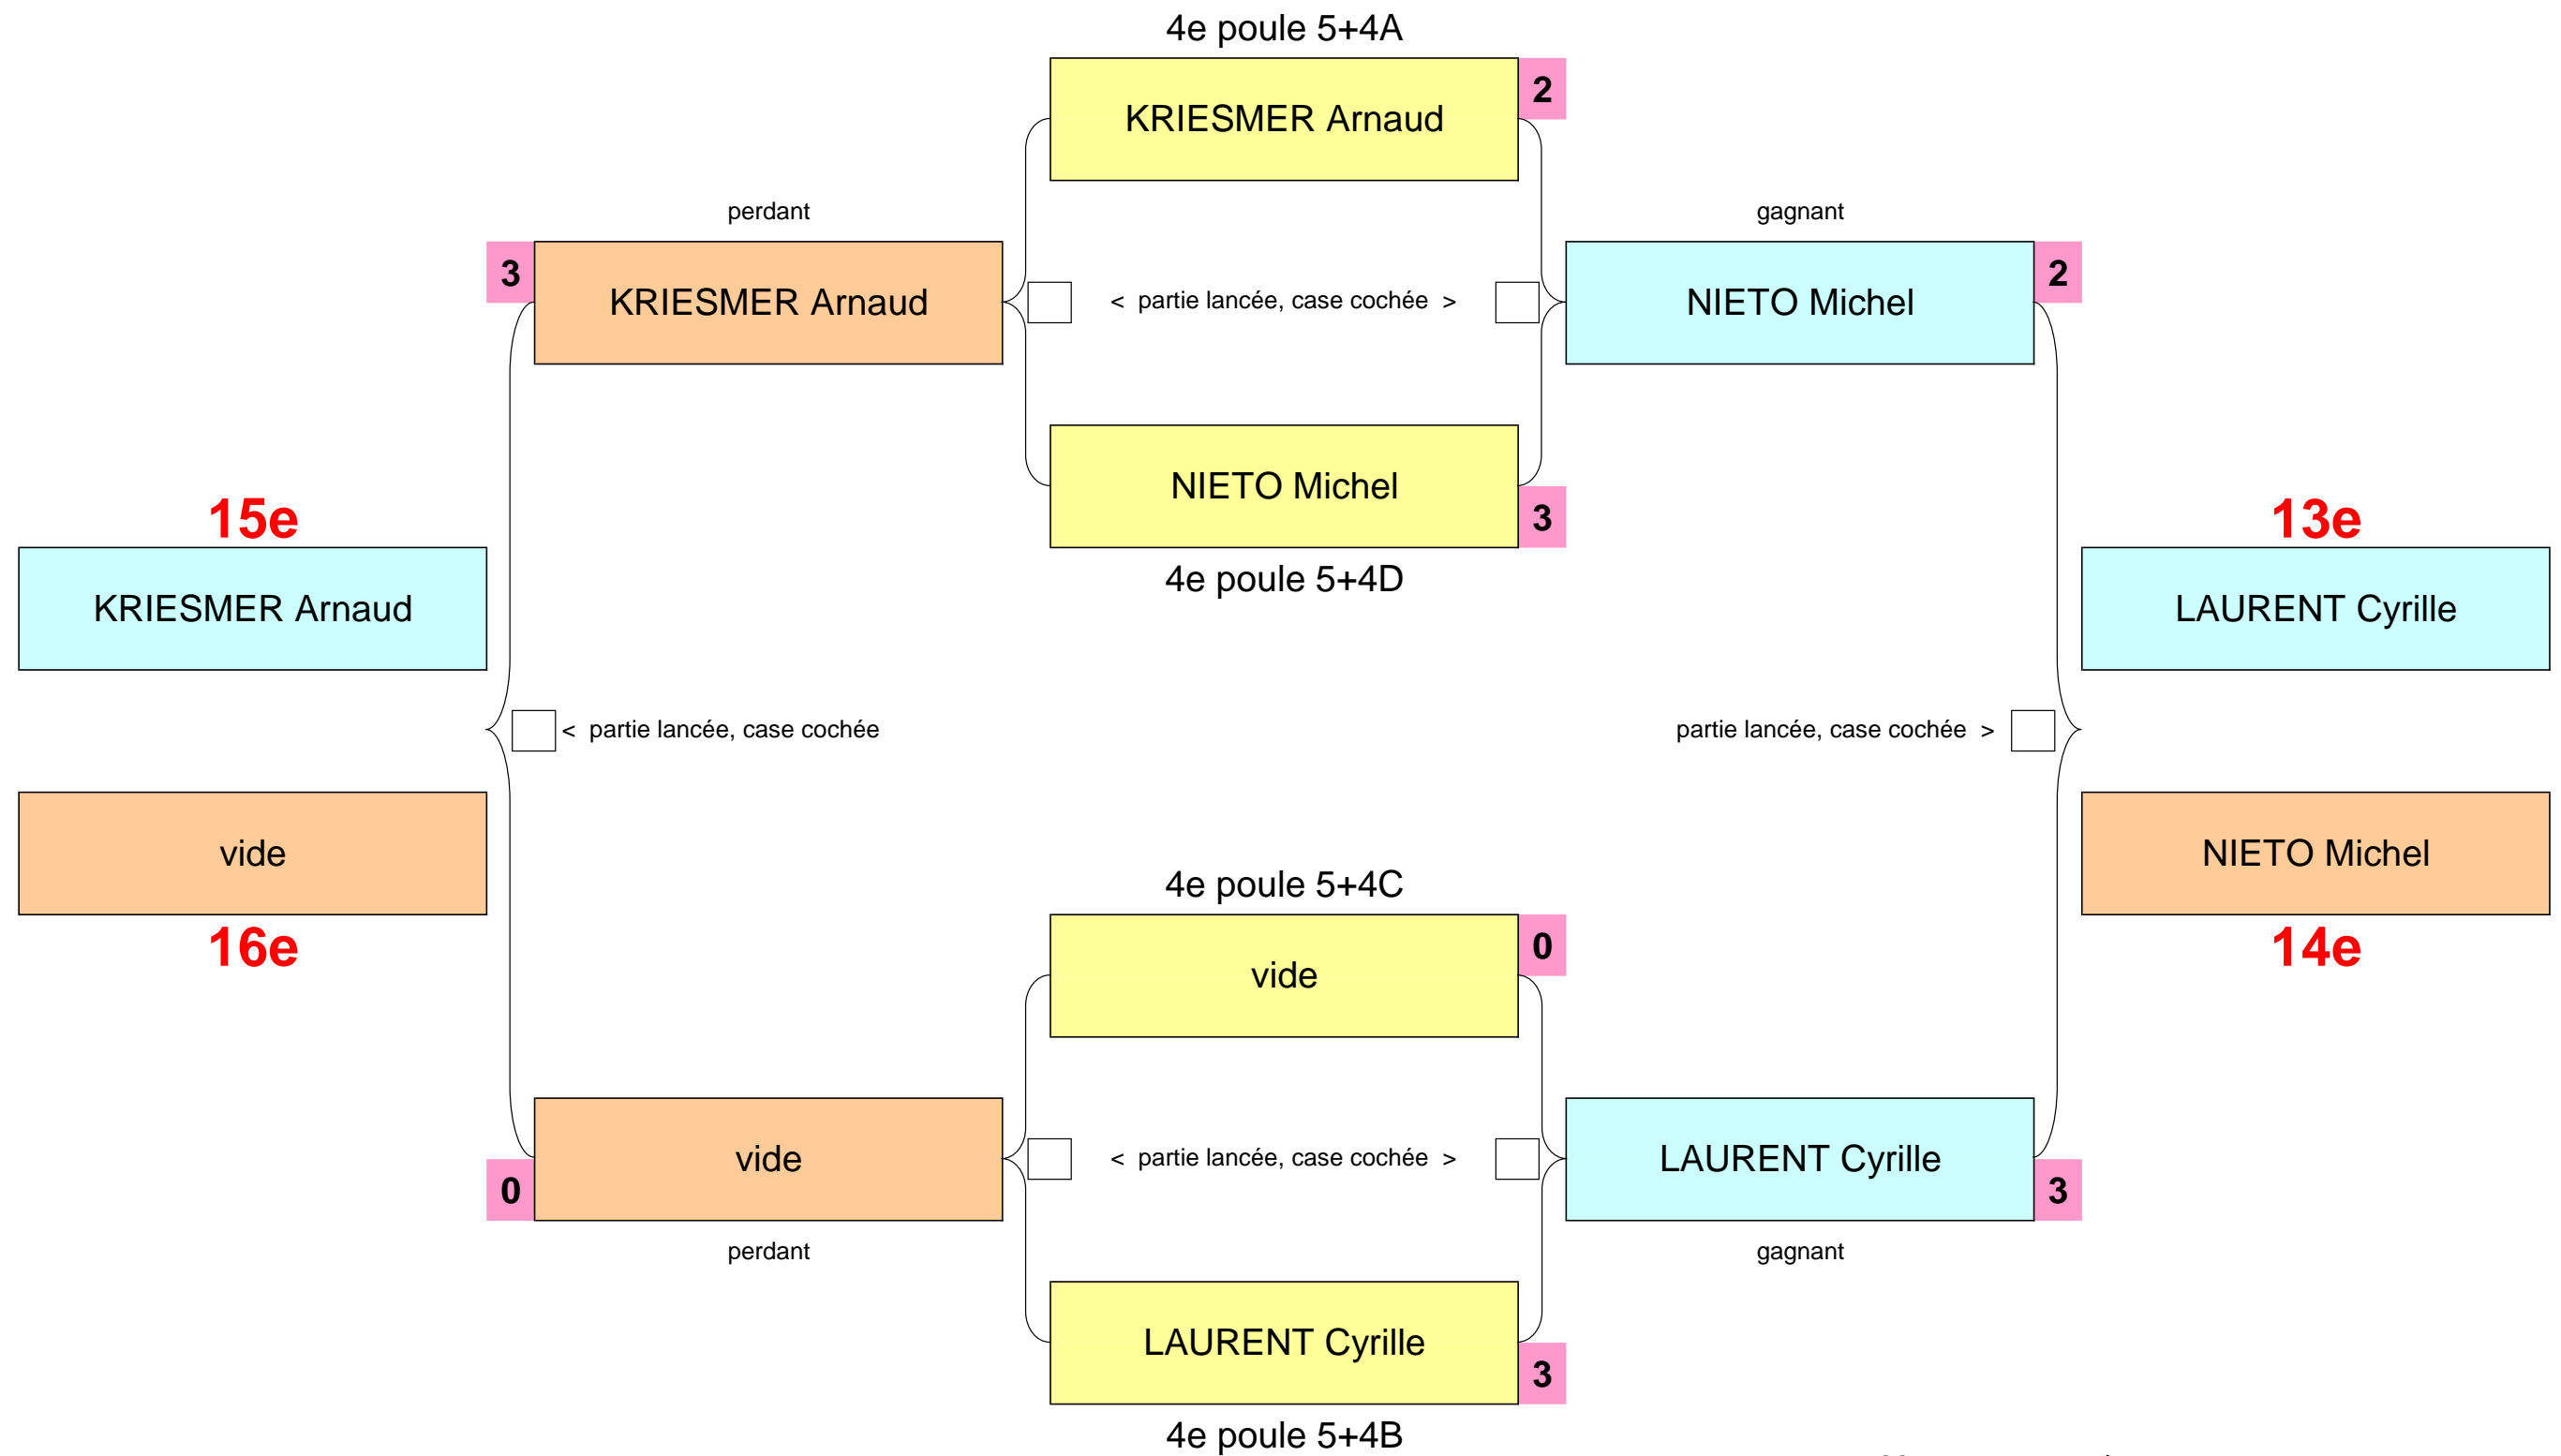 4e poule 5+4A
KRIESMER Arnaud 2
perdant gagnant
3 KRIESMER Arnaud < partie lancée, case cochée > NIETO Michel 2
NIETO Michel 3
15e 13e
4e poule 5+4D
KRIESMER Arnaud LAURENT Cyrille
< partie lancée, case cochée partie lancée, case cochée >
vide NIETO Michel
4e poule 5+4C
16e 14e
vide 0
vide < partie lancée, case cochée > LAURENT Cyrille
0 3
perdant gagnant
LAURENT Cyrille 3
4e poule 5+4B